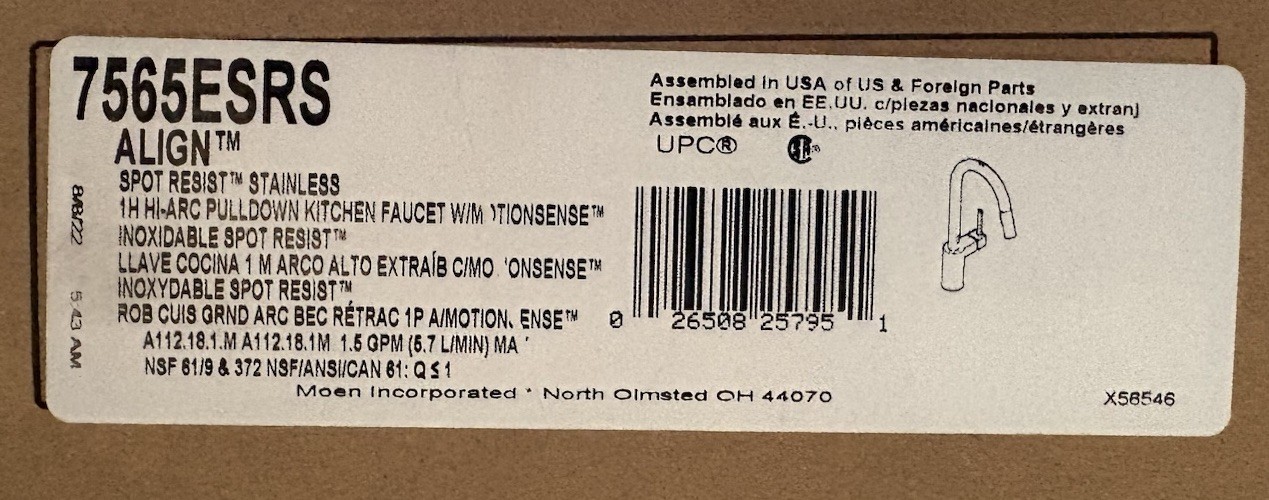 7565ESRS
ALIGN™
SPOT RESIST™ STAINLESS
1H HI-ARC PULLDOWN KITCHEN FAUCET W/M TIONSENSE™
INOXIDABLE SPOT RESIST™
LLAVE COCINA 1 M ARCO ALTO EXTRAÍB C/MO ONSENSE™
INOXYDABLE SPOT RESIST™
ROB CUIS GRND ARC BEC RÉTRAC 1P A/MOTION ENSE™
A112.18.1.M A112.18.1M 1.5 GPM (5.7 L/MIN) MA
NSF 61/9 & 372 NSF/ANSI/CAN 61: Q ≤ 1
Moen Incorporated * North Olmsted OH 44070
8/8/22 5:43 AM
Assembled in USA of US & Foreign Parts
Ensamblado en EE.UU. c/piezas nacionales y extranj
Assemblé aux É.-U., pièces américaines/étrangères
UPC®
0 26508 25795 1
X56546